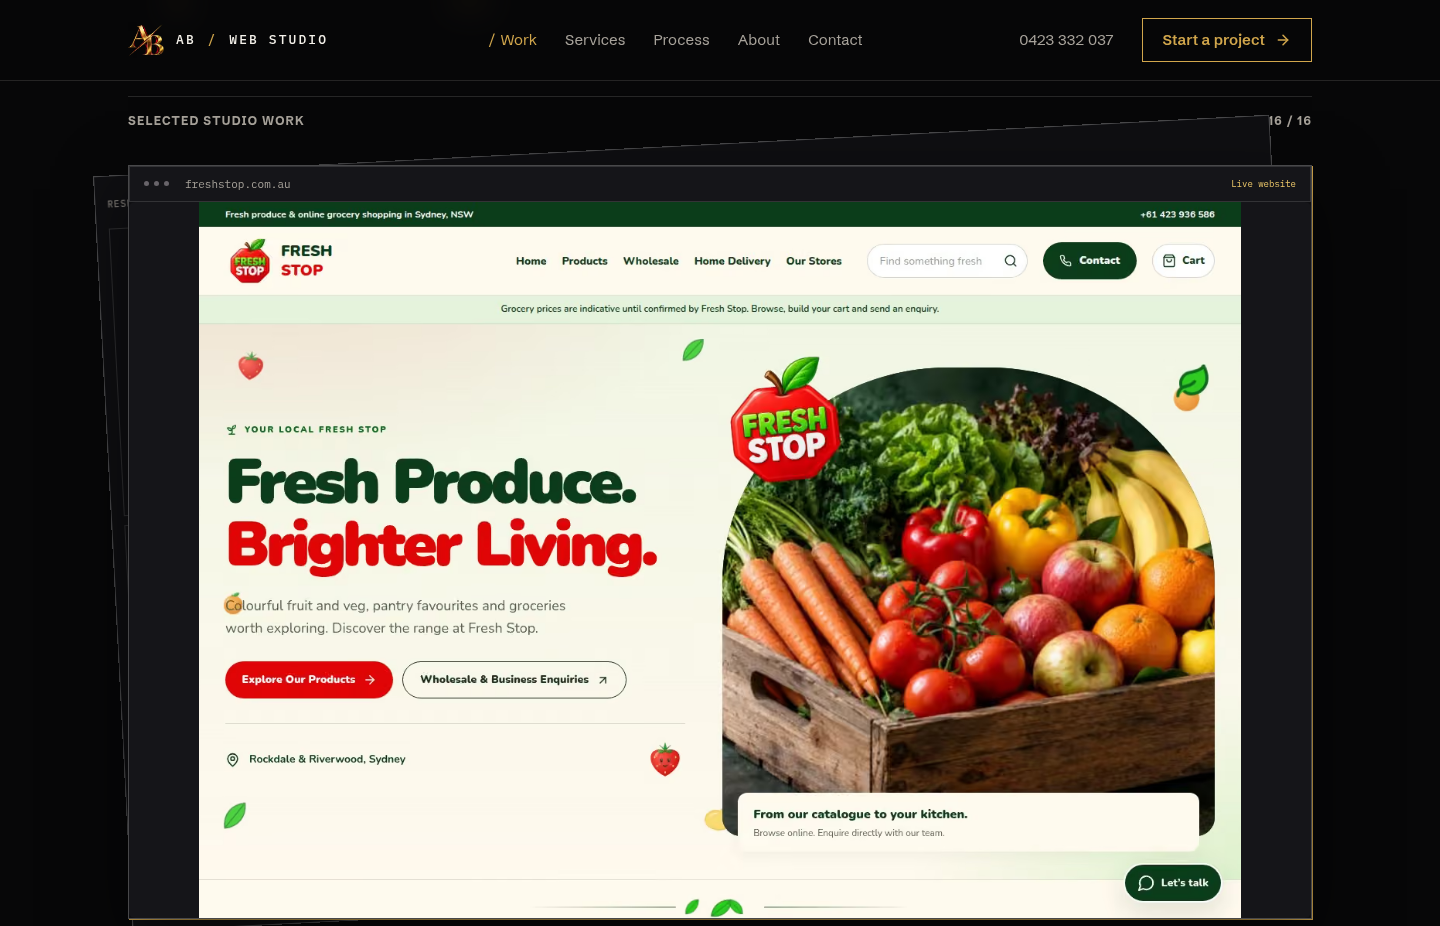 AB / WEB STUDIO
/ Work
Services
Process
About
Contact
0423 332 037
Start a project
SELECTED STUDIO WORK
16 / 16
freshstop.com.au
Live website
Fresh produce & online grocery shopping in Sydney, NSW
+61 423 936 586
FRESH
STOP
FRESH
STOP
Home
Products
Wholesale
Home Delivery
Our Stores
Find something fresh
Contact
Cart
Grocery prices are indicative until confirmed by Fresh Stop. Browse, build your cart and send an enquiry.
YOUR LOCAL FRESH STOP
Fresh Produce.
Brighter Living.
Colourful fruit and veg, pantry favourites and groceries
worth exploring. Discover the range at Fresh Stop.
Explore Our Products
Wholesale & Business Enquiries
Rockdale & Riverwood, Sydney
FRESH
STOP
From our catalogue to your kitchen.
Browse online. Enquire directly with our team.
Let's talk